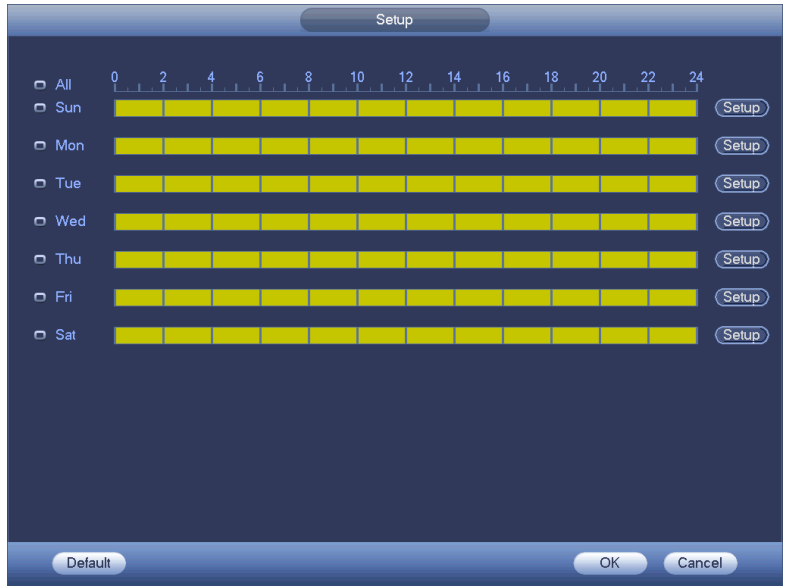 Setup
All 0 2 4 6 8 10 12 14 16 18 20 22 24
Sun Setup
Mon Setup
Tue Setup
Wed Setup
Thu Setup
Fri Setup
Sat Setup
Default OK Cancel